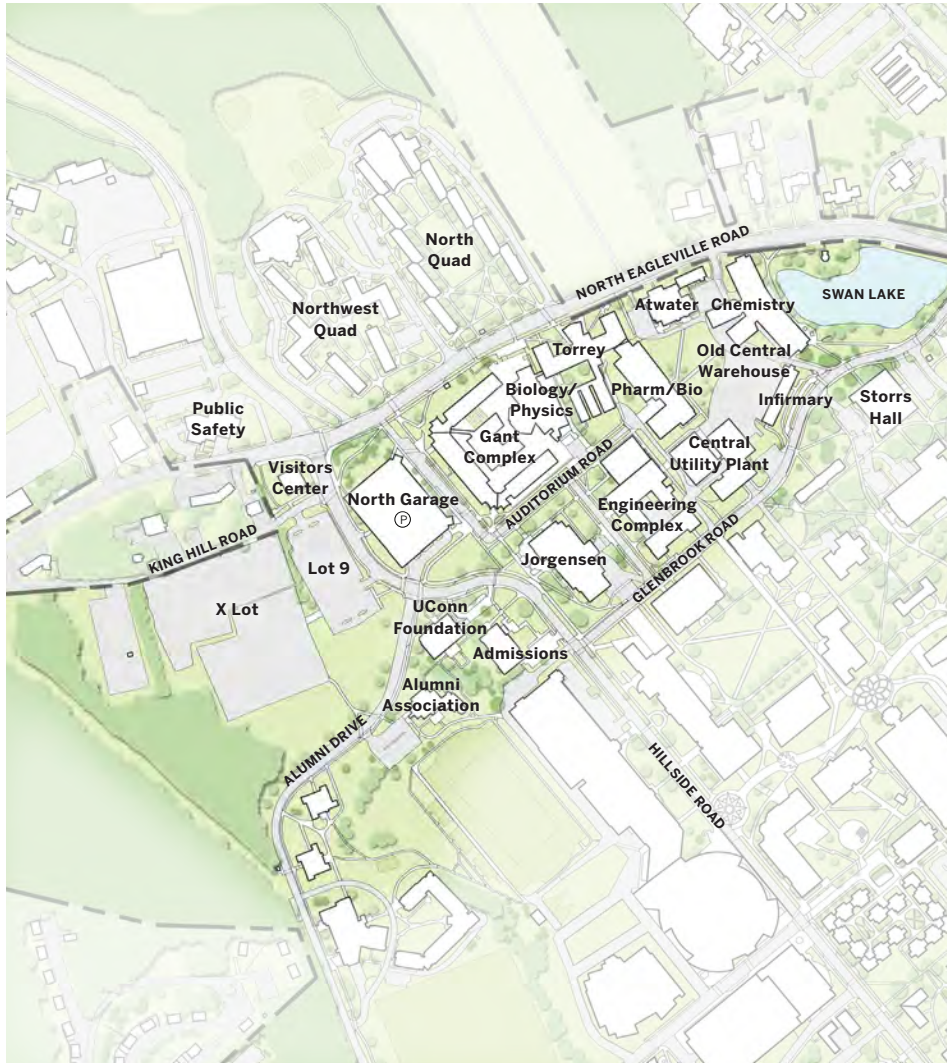 North
Quad
NORTH EAGLEVILLE ROAD
SWAN LAKE
Atwater
Chemistry
Northwest
Quad
Torrey
Old Central
Warehouse
Biology/
Physics
Pharm/Bio
Infirmary
Storrs
Hall
Public
Safety
Gant
Complex
Central
Utility Plant
Visitors
Center
North Garage
P
AUDITORIUM ROAD
Engineering
Complex
KING HILL ROAD
Lot 9
Jorgensen
GLENBROOK ROAD
X Lot
UConn
Foundation
Admissions
Alumni
Association
ALUMNI DRIVE
HILLSIDE ROAD